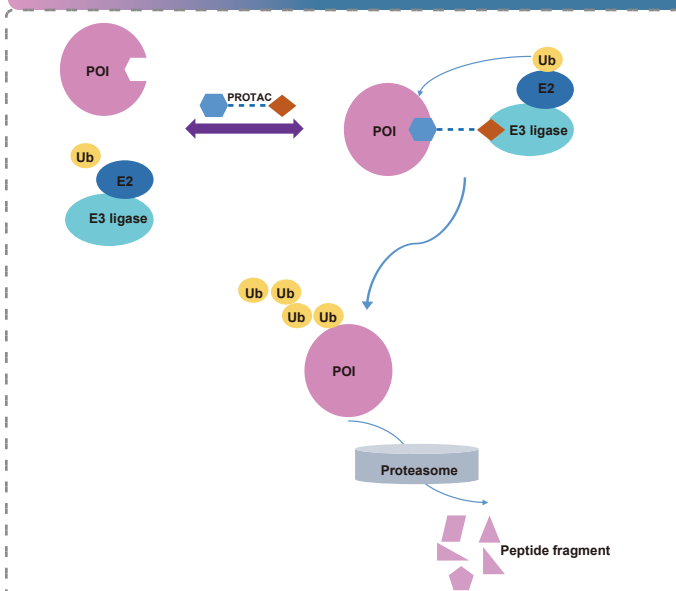 POI
PROTAC
Ub
E2
E3 ligase
Ub
E2
POI
E3 ligase
Ub
Ub
Ub
Ub
POI
Proteasome
Peptide fragment